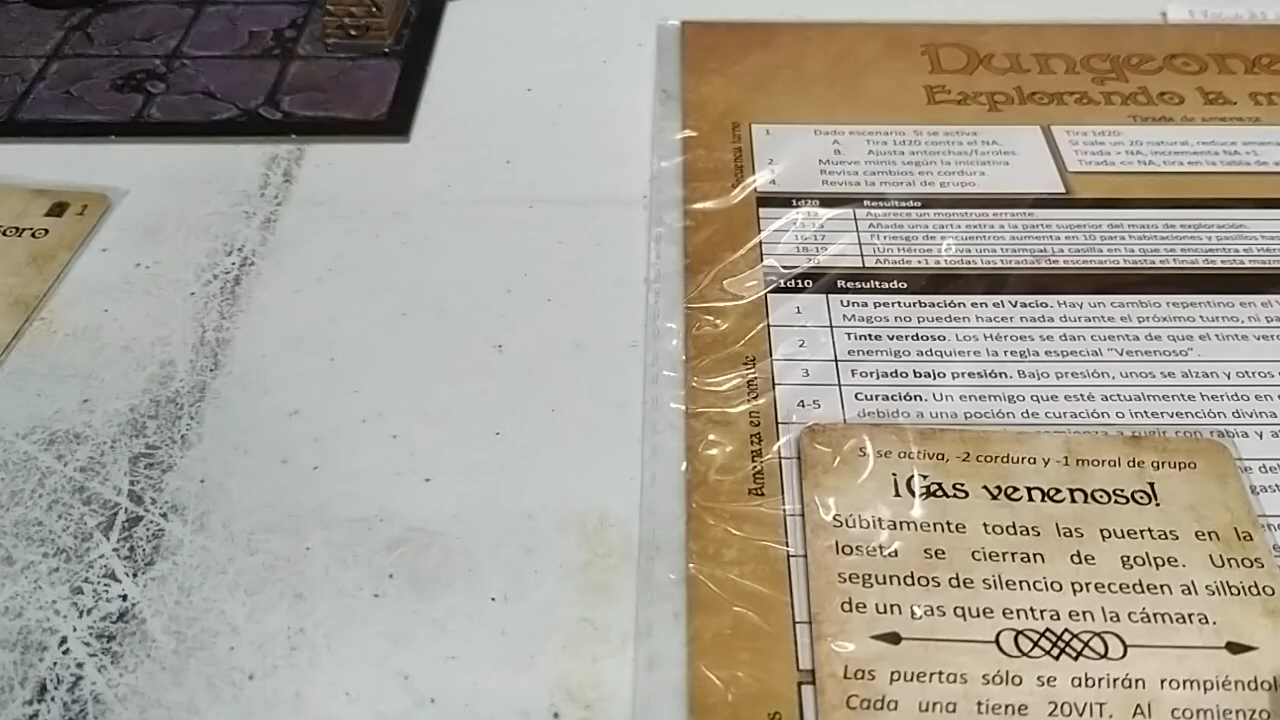 1
soro
Dungeone
Explorando la m
Tirada de amenaza
Secuencia turno
1. Dado escenario. Si se activa:
A. Tira 1d20 contra el NA.
B. Ajusta antorchas/faroles.
2. Mueve minis según la iniciativa.
3. Revisa cambios en cordura.
4. Revisa la moral de grupo.
Tira 1d20:
Si sale un 20 natural, reduce amena
Tirada > NA, incrementa NA +1.
Tirada <= NA, tira en la tabla de a
1d20 Resultado
Aparece un monstruo errante.
Añade una carta extra a la parte superior del mazo de exploración.
16-17 El riesgo de encuentros aumenta en 10 para habitaciones y pasillos has
18-19 ¡Un Héroe activa una trampa! La casilla en la que se encuentra el Hér
20 Añade +1 a todas las tiradas de escenario hasta el final de esta mazm
Amenaza en combate
1d10 Resultado
1 Una perturbación en el Vacío. Hay un cambio repentino en el
Magos no pueden hacer nada durante el próximo turno, ni pa
2 Tinte verdoso. Los Héroes se dan cuenta de que el tinte verd
enemigo adquiere la regla especial "Venenoso".
3 Forjado bajo presión. Bajo presión, unos se alzan y otros
4-5 Curación. Un enemigo que esté actualmente herido en
debido a una poción de curación o intervención divina
comienza a rugir con rabia y a
Si se activa, -2 cordura y -1 moral de grupo
¡Gas venenoso!
Súbitamente todas las puertas en la
loseta se cierran de golpe. Unos
segundos de silencio preceden al silbido
de un gas que entra en la cámara.
Las puertas sólo se abrirán rompiéndol
Cada una tiene 20VIT. Al comienzo